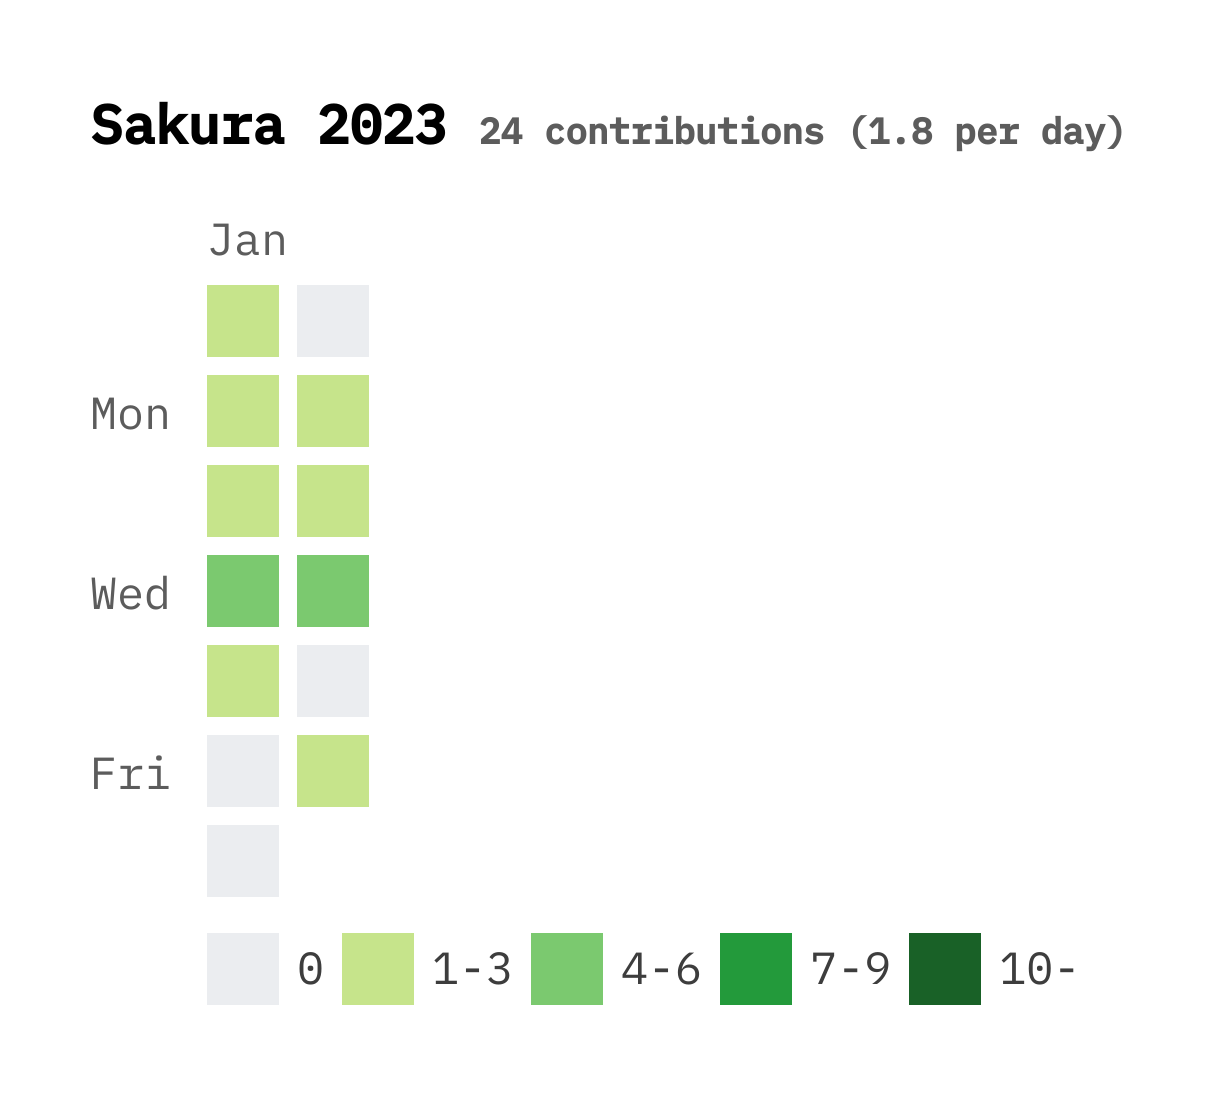 Sakura 2023 24 contributions (1.8 per day)
Jan
Mon
Wed
Fri
0 1-3 4-6 7-9 10-